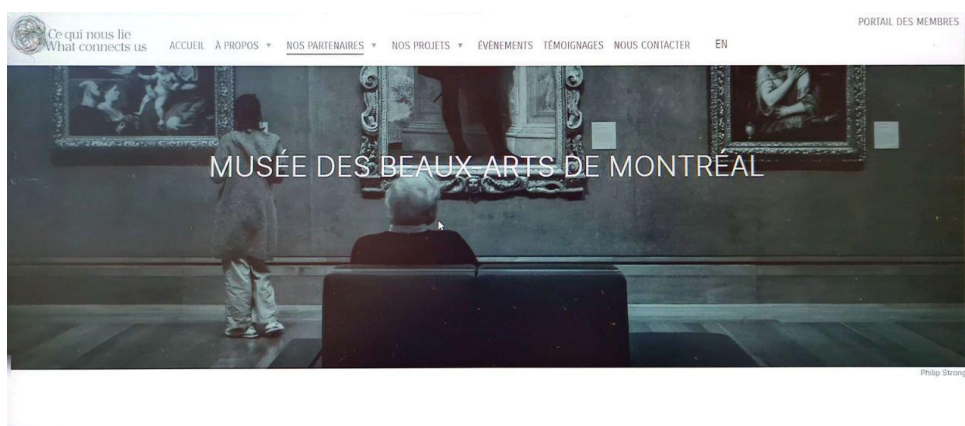 PORTAIL DES MEMBRES
Ce qui nous lie
What connects us
ACCUEIL À PROPOS NOS PARTENAIRES NOS PROJETS ÉVÉNEMENTS TÉMOIGNAGES NOUS CONTACTER EN
MUSÉE DES BEAUX-ARTS DE MONTRÉAL
Philip Strong